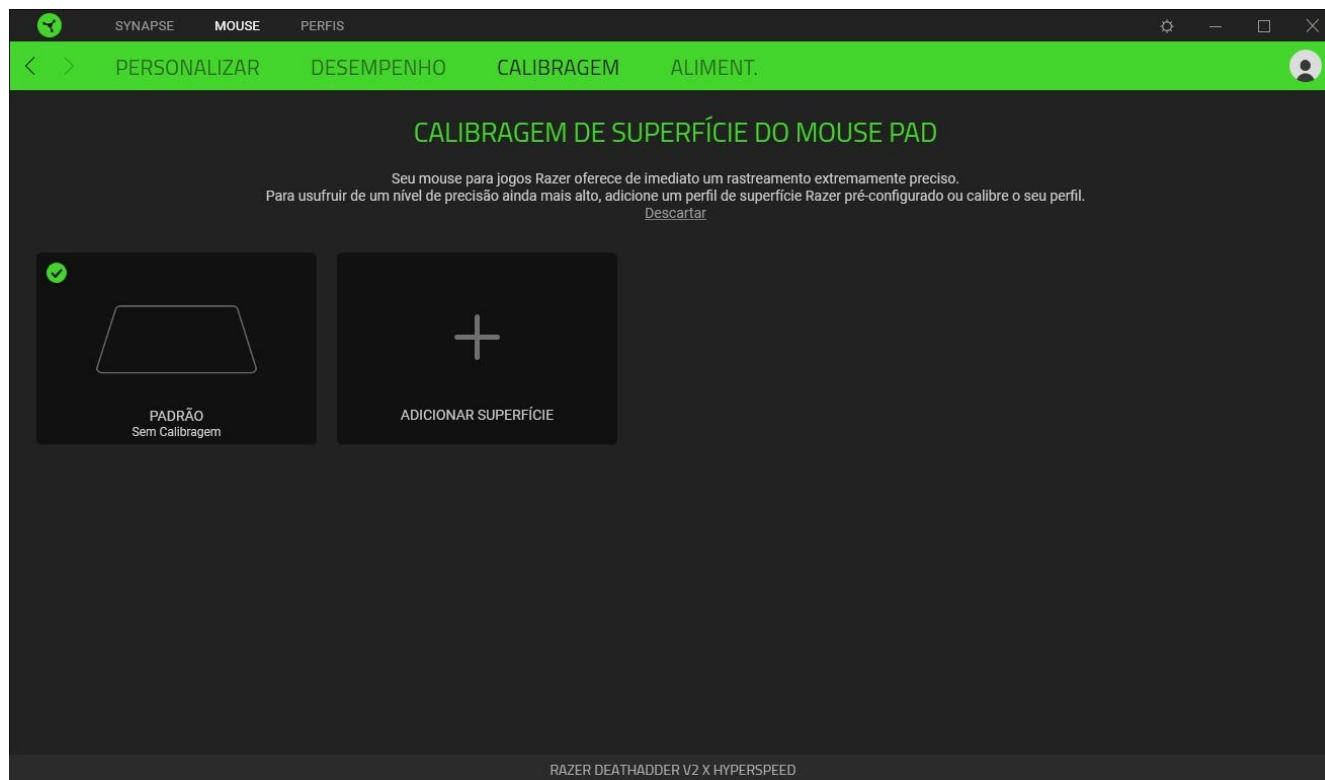 SYNAPSE MOUSE PERFIS
PERSONALIZAR DESEMPENHO CALIBRAGEM ALIMENT.
CALIBRAGEM DE SUPERFÍCIE DO MOUSE PAD
Seu mouse para jogos Razer oferece de imediato um rastreamento extremamente preciso.
Para usufruir de um nível de precisão ainda mais alto, adicione um perfil de superfície Razer pré-configurado ou calibre o seu perfil.
Descartar
PADRÃO
Sem Calibragem
ADICIONAR SUPERFÍCIE
RAZER DEATHADDER V2 X HYPERSPEED